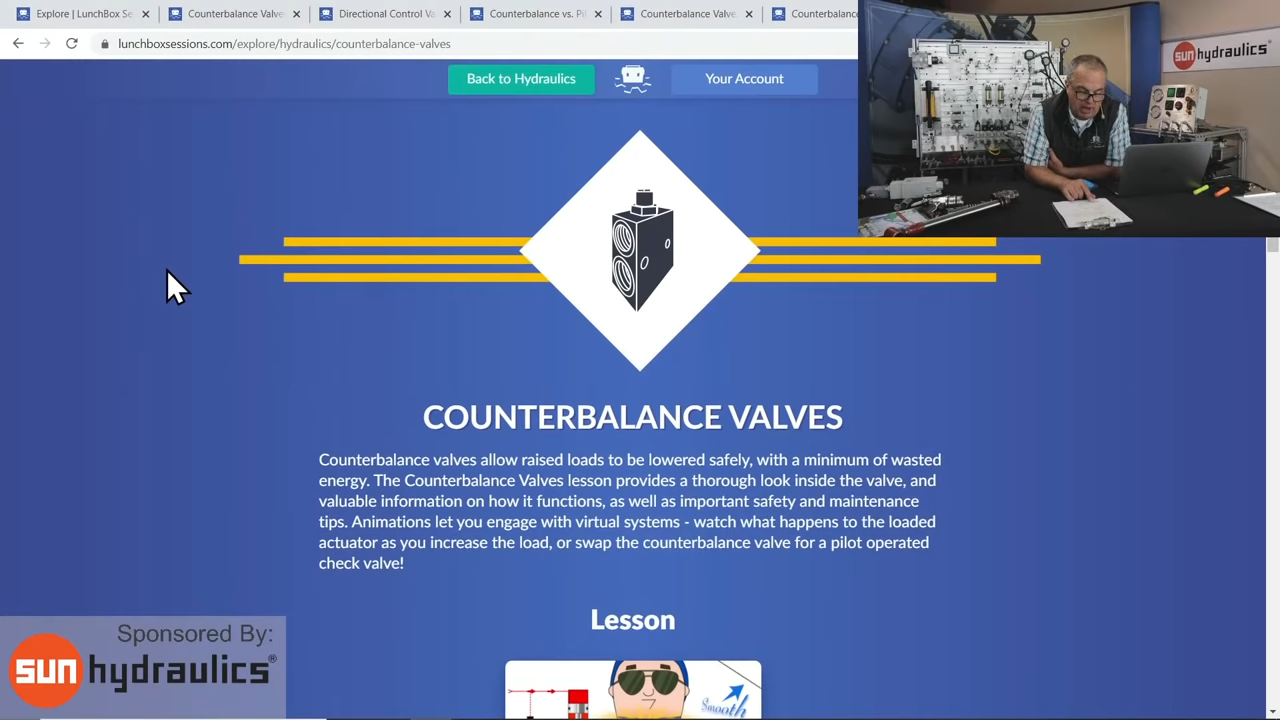 Explore | LunchBox Se
Counterbalance Valve
Directional Control Va
Counterbalance vs. Pi
Counterbalance Valve
Counterbalance
lunchboxsessions.com
hydraulics/counterbalance-valves
Back to Hydraulics
Your Account
sun hydraulics®
COUNTERBALANCE VALVES
Counterbalance valves allow raised loads to be lowered safely, with a minimum of wasted
energy. The Counterbalance Valves lesson provides a thorough look inside the valve, and
valuable information on how it functions, as well as important safety and maintenance
tips. Animations let you engage with virtual systems - watch what happens to the loaded
actuator as you increase the load, or swap the counterbalance valve for a pilot operated
check valve!
Lesson
Smooth
Sponsored By:
sun hydraulics®